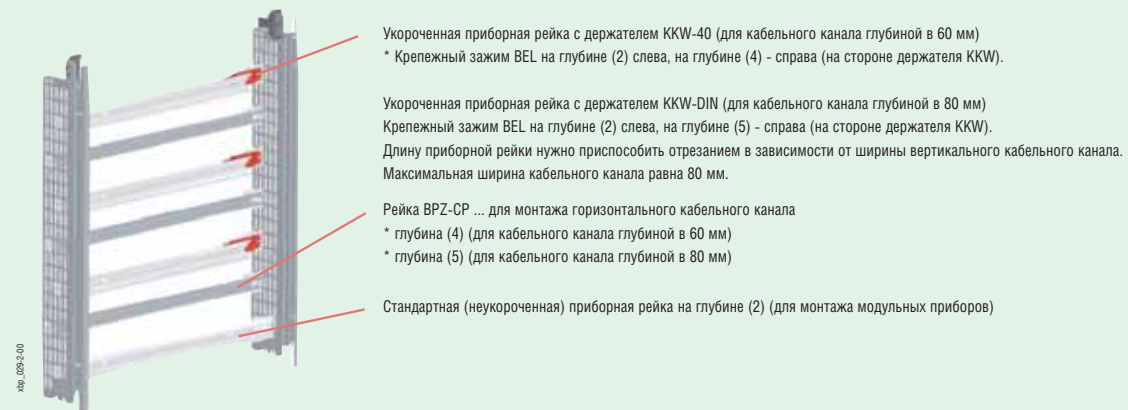 Укороченная приборная рейка с держателем KKW-40 (для кабельного канала глубиной в 60 мм)
* Крепежный зажим BEL на глубине (2) слева, на глубине (4) - справа (на стороне держателя KKW).
Укороченная приборная рейка с держателем KKW-DIN (для кабельного канала глубиной в 80 мм)
Крепежный зажим BEL на глубине (2) слева, на глубине (5) - справа (на стороне держателя KKW).
Длину приборной рейки нужно приспособить отрезанием в зависимости от ширины вертикального кабельного канала.
Максимальная ширина кабельного канала равна 80 мм.
Рейка BPZ-CP ... для монтажа горизонтального кабельного канала
* глубина (4) (для кабельного канала глубиной в 60 мм)
* глубина (5) (для кабельного канала глубиной в 80 мм)
Стандартная (неукороченная) приборная рейка на глубине (2) (для монтажа модульных приборов)
xbp_029-2-00